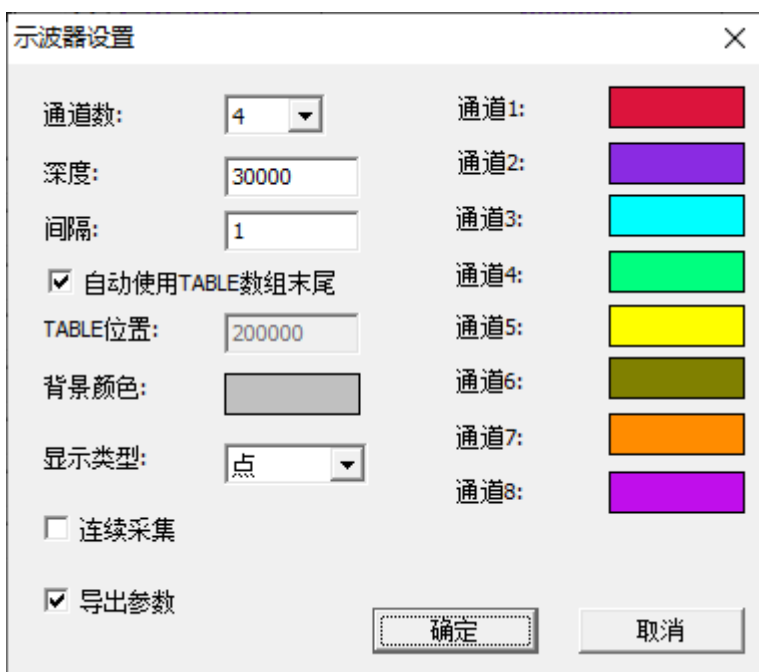 示波器设置
通道数: 4
深度: 30000
间隔: 1
自动使用TABLE数组末尾
TABLE位置: 200000
背景颜色:
显示类型: 点
连续采集
导出参数
通道1:
通道2:
通道3:
通道4:
通道5:
通道6:
通道7:
通道8:
确定 取消